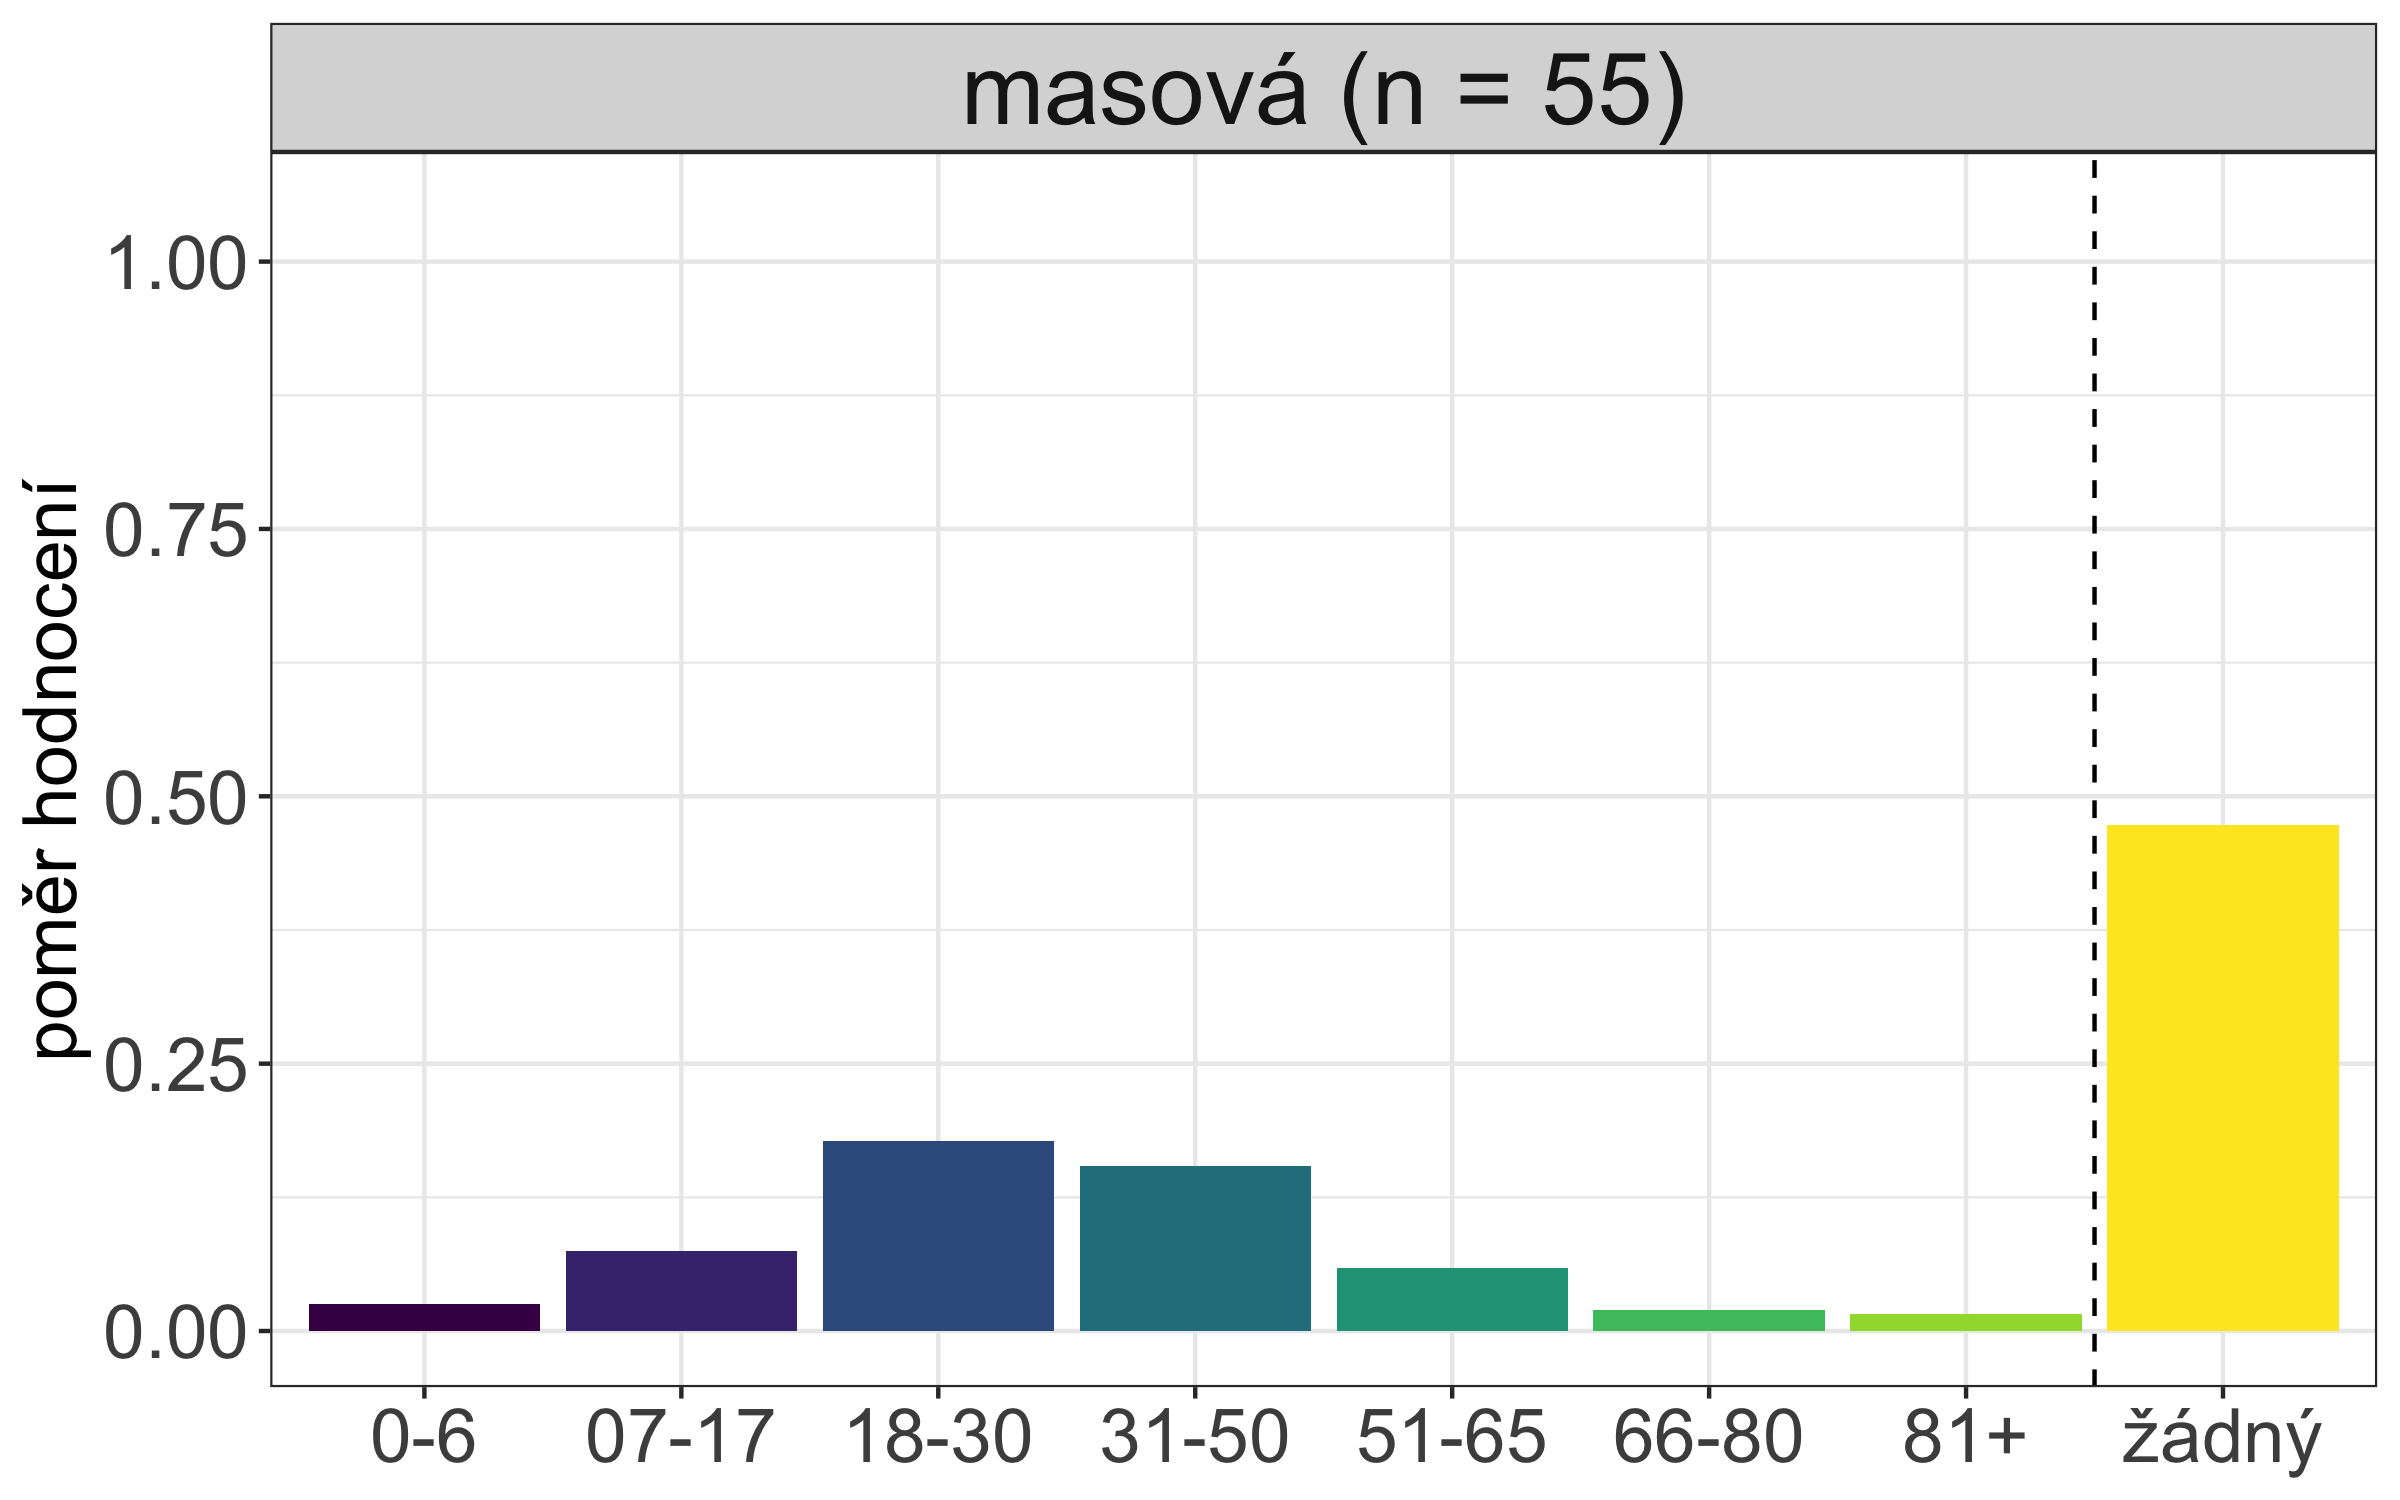 masová (n = 55)
poměr hodnocení
1.00
0.75
0.50
0.25
0.00
0-6 07-17 18-30 31-50 51-65 66-80 81+ žádný